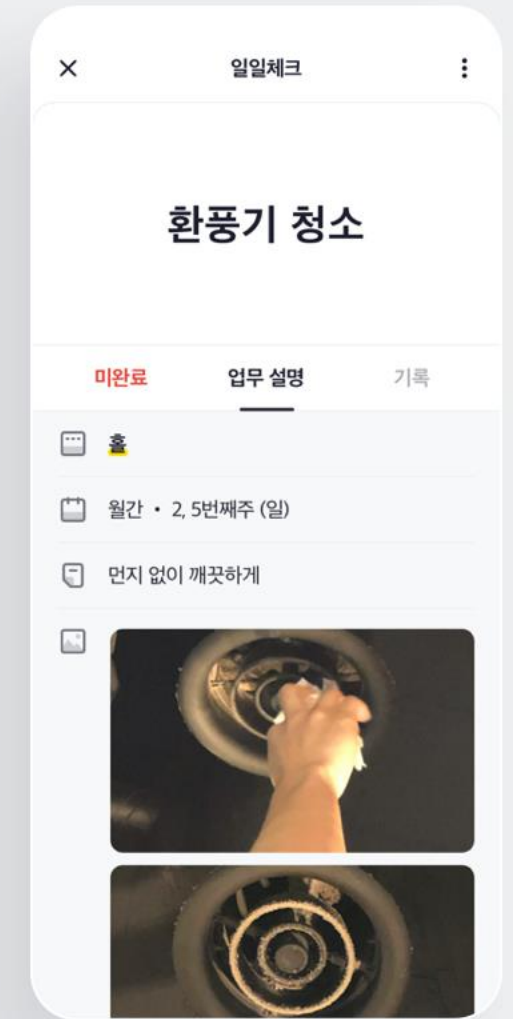 일일체크
환풍기 청소
미완료 업무 설명 기록
홀
월간 • 2, 5번째주 (일)
먼지 없이 깨끗하게